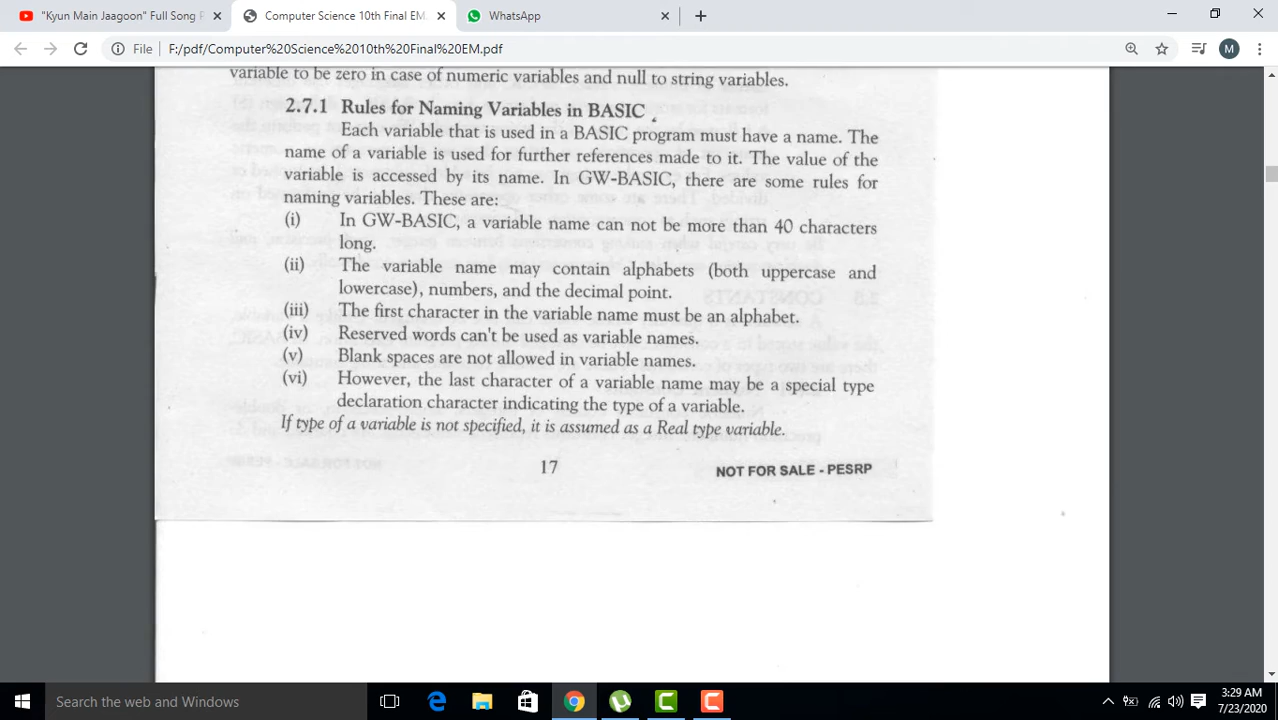 "Kyun Main Jaagoon" Full Song
Computer Science 10th Final EM.
WhatsApp
File
F:/pdf/Computer%20Science%2010th%20Final%20EM.pdf
M
variable to be zero in case of numeric variables and null to string variables.
2.7.1 Rules for Naming Variables in BASIC
Each variable that is used in a BASIC program must have a name. The
name of a variable is used for further references made to it. The value of the
variable is accessed by its name. In GW-BASIC, there are some rules for
naming variables. These are:
(i) In GW-BASIC, a variable name can not be more than 40 characters
long.
(ii) The variable name may contain alphabets (both uppercase and
lowercase), numbers, and the decimal point.
(iii) The first character in the variable name must be an alphabet.
(iv) Reserved words can't be used as variable names.
(v) Blank spaces are not allowed in variable names.
(vi) However, the last character of a variable name may be a special type
declaration character indicating the type of a variable.
If type of a variable is not specified, it is assumed as a Real type variable.
17
NOT FOR SALE - PESRP
Search the web and Windows
3:29 AM
7/23/2020